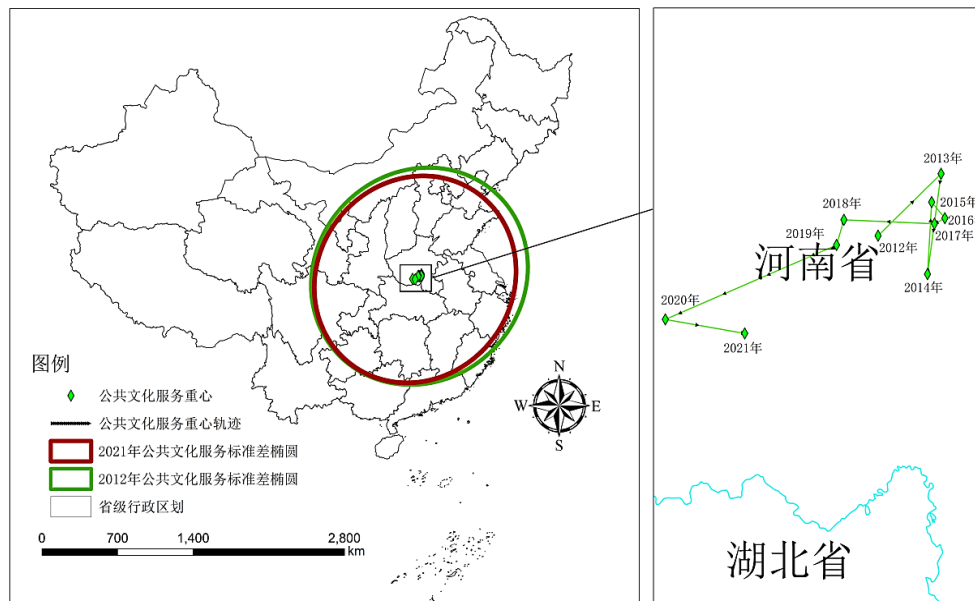 图例
公共文化服务重心
公共文化服务重心轨迹
2021年公共文化服务标准差椭圆
2012年公共文化服务标准差椭圆
省级行政区划
0 700 1,400 2,800
km
N
W E
S
2013年
2015年
2018年
2016年
2019年
2012年
2017年
河南省
2014年
2020年
2021年
湖北省